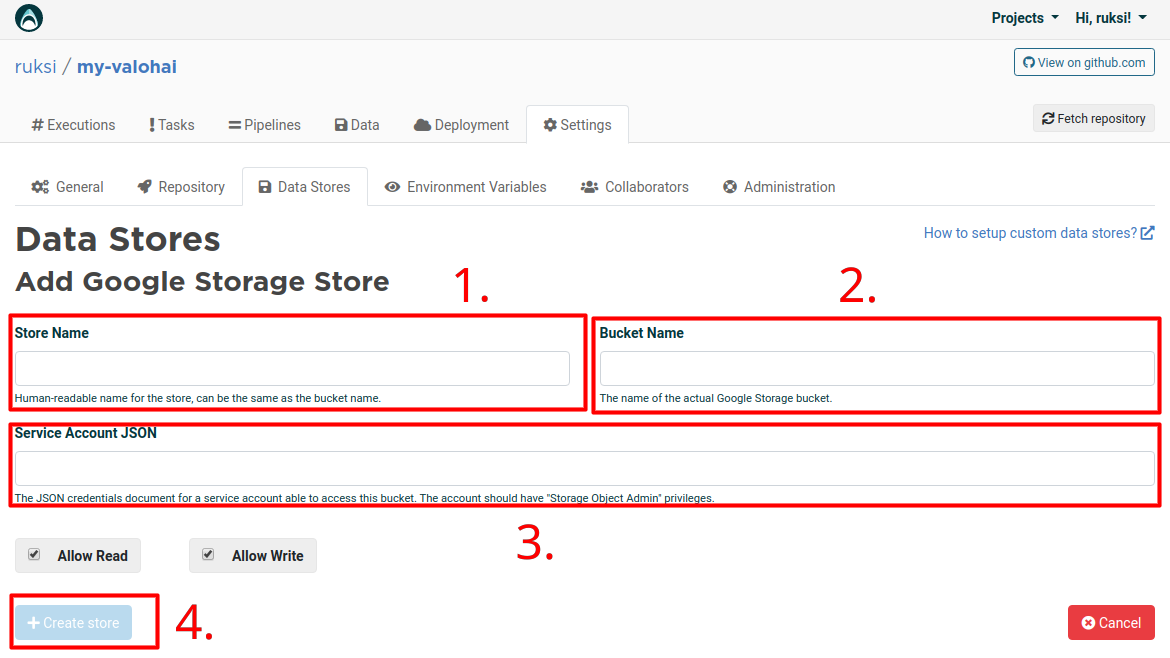 Projects Hi, ruksi!
ruksi / my-valohai View on github.com
Executions Tasks Pipelines Data Deployment Settings Fetch repository
General Repository Data Stores Environment Variables Collaborators Administration
Data Stores How to setup custom data stores?
Add Google Storage Store
1. 2.
Store Name Bucket Name
Human-readable name for the store, can be the same as the bucket name. The name of the actual Google Storage bucket.
Service Account JSON
The JSON credentials document for a service account able to access this bucket. The account should have "Storage Object Admin" privileges.
3.
Allow Read Allow Write
Create store 4. Cancel